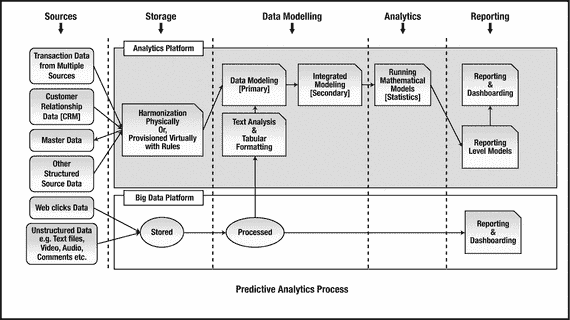 Sources
Storage
Data Modelling
Analytics
Reporting
Analytics Platform
Transaction Data
from Multiple
Sources
Customer
Relationship
Data [CRM]
Master Data
Other
Structured
Source Data
Web clicks Data
Unstructured Data
e.g. Text files,
Video, Audio,
Comments etc.
Harmonization
Physically
Or,
Provisioned Virtually
with Rules
Data Modeling
[Primary]
Text Analysis
&
Tabular
Formatting
Integrated
Modeling
[Secondary]
Running
Mathematical
Models
[Statistics]
Reporting
&
Dashboarding
Reporting
Level Models
Big Data Platform
Stored
Processed
Reporting
&
Dashboarding
Predictive Analytics Process